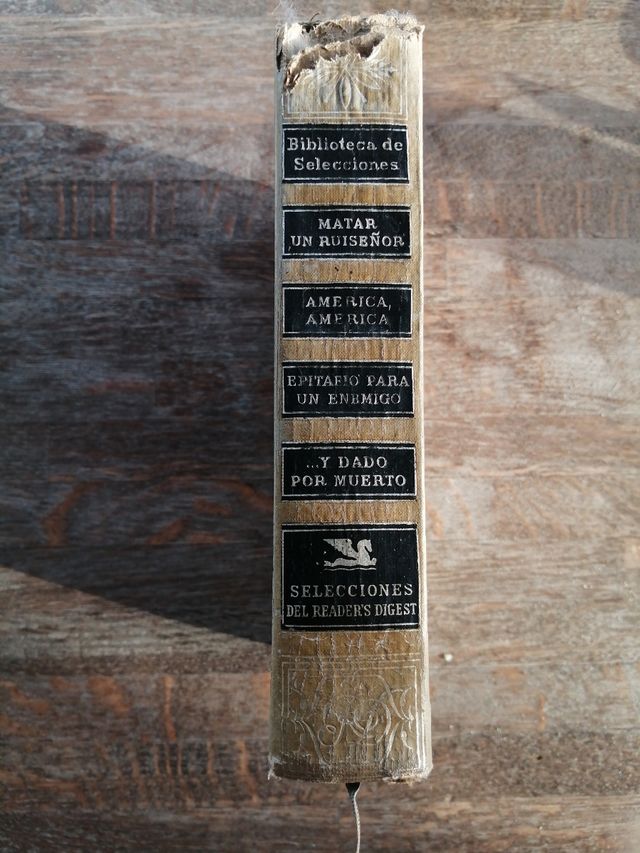 Biblioteca de
Selecciones
MATAR
UN RUISEÑOR
AMERICA,
AMERICA
EPITAFIO PARA
UN ENEMIGO
...Y DADO
POR MUERTO
SELECCIONES
DEL READER'S DIGEST